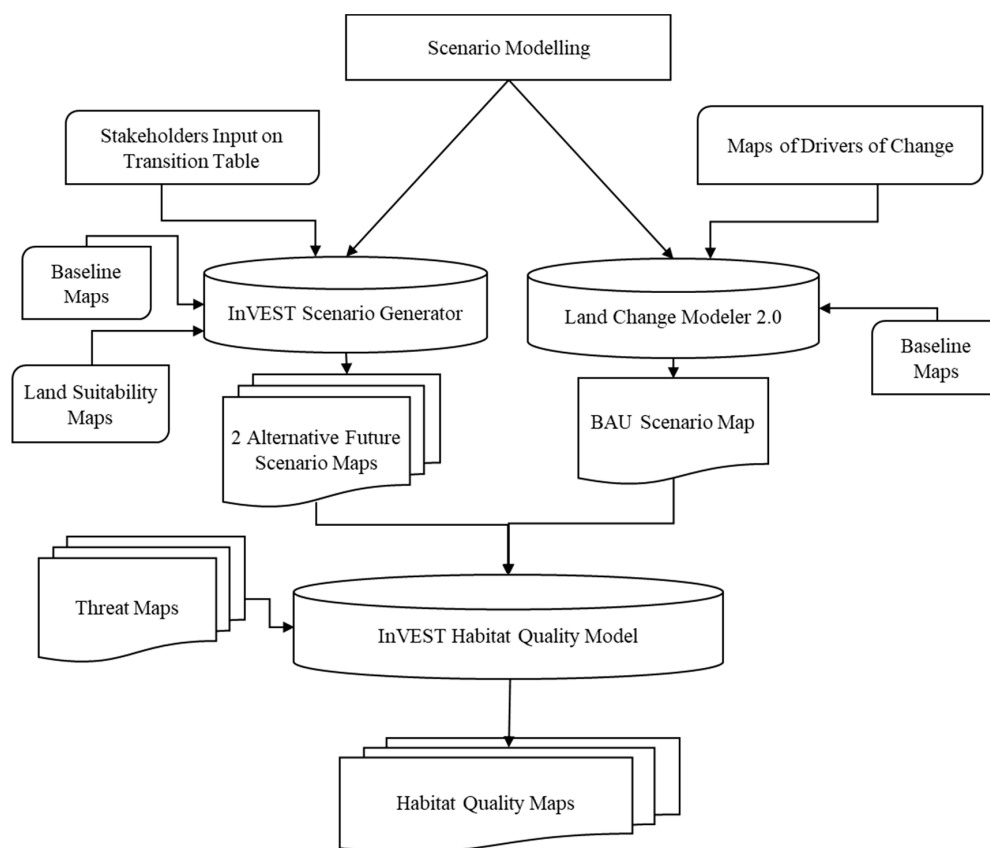 Scenario Modelling
Stakeholders Input on
Transition Table
Maps of Drivers of Change
Baseline
Maps
InVEST Scenario Generator
Land Change Modeler 2.0
Baseline
Maps
Land Suitability
Maps
2 Alternative Future
Scenario Maps
BAU Scenario Map
Threat Maps
InVEST Habitat Quality Model
Habitat Quality Maps